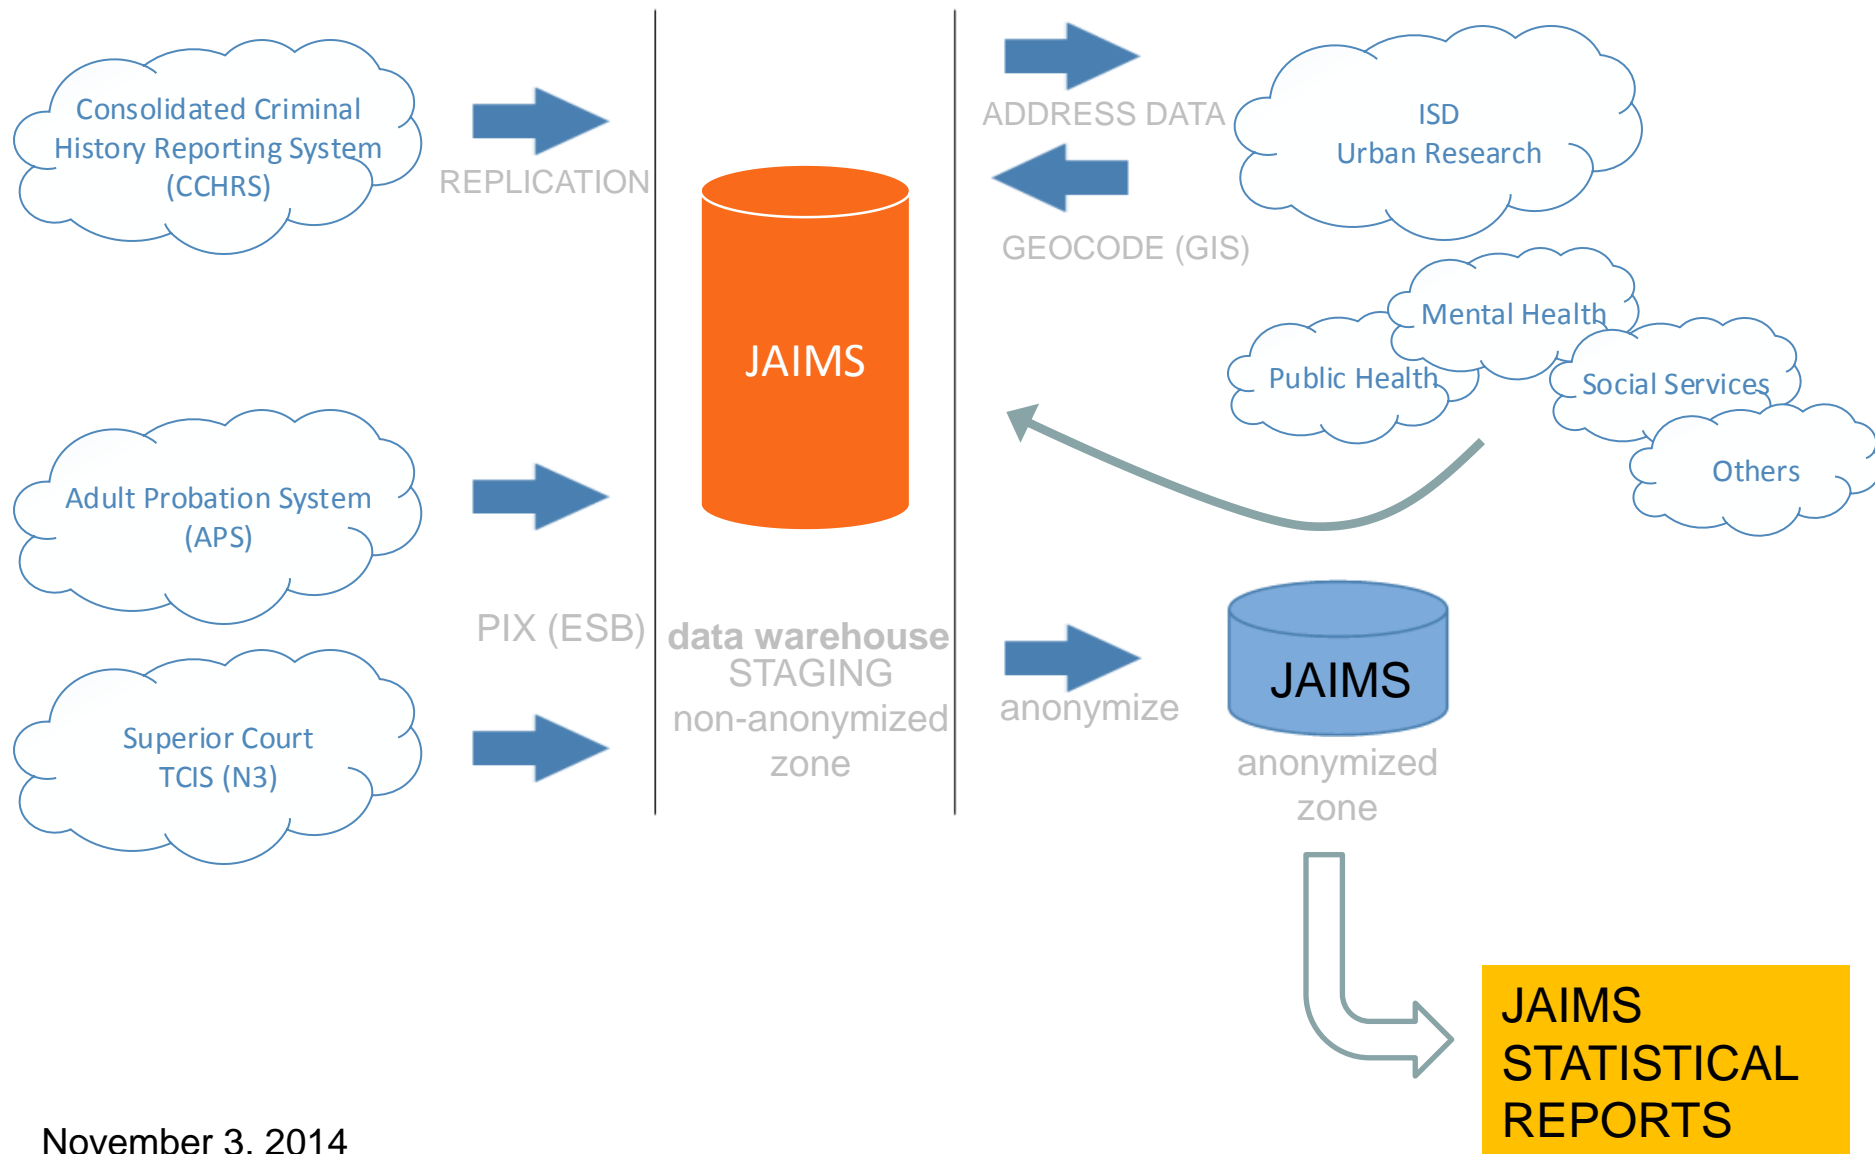 Consolidated Criminal
History Reporting System
(CCHRS)
REPLICATION
Adult Probation System
(APS)
PIX (ESB)
Superior Court
TCIS (N3)
JAIMS
data warehouse
STAGING
non-anonymized
zone
ADDRESS DATA
GEOCODE (GIS)
ISD
Urban Research
Mental Health
Public Health
Social Services
Others
anonymize
JAIMS
anonymized
zone
JAIMS
STATISTICAL
REPORTS
November 3, 2014